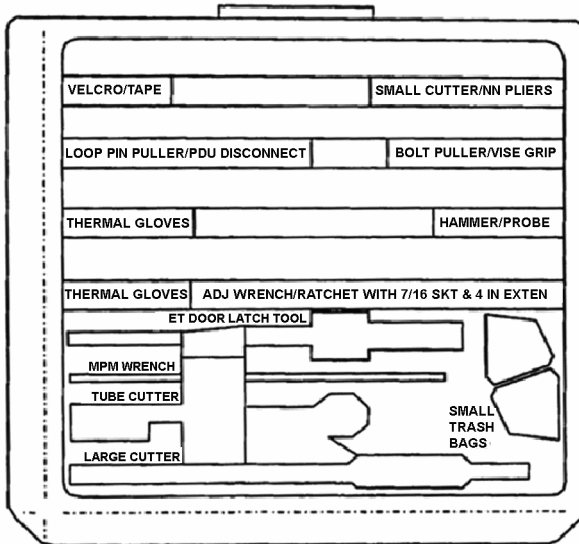 VELCRO/TAPE
SMALL CUTTER/NN PLIERS
LOOP PIN PULLER/PDU DISCONNECT
BOLT PULLER/VISE GRIP
THERMAL GLOVES
HAMMER/PROBE
THERMAL GLOVES
ADJ WRENCH/RATCHET WITH 7/16 SKT & 4 IN EXTEN
ET DOOR LATCH TOOL
MPM WRENCH
TUBE CUTTER
SMALL
TRASH
BAGS
LARGE CUTTER